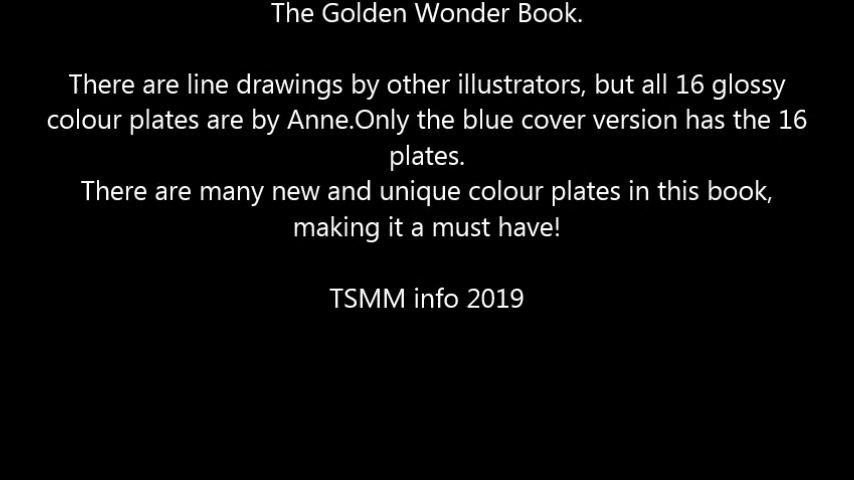 The Golden Wonder Book.
There are line drawings by other illustrators, but all 16 glossy
colour plates are by Anne.Only the blue cover version has the 16
plates.
There are many new and unique colour plates in this book,
making it a must have!
TSMM info 2019